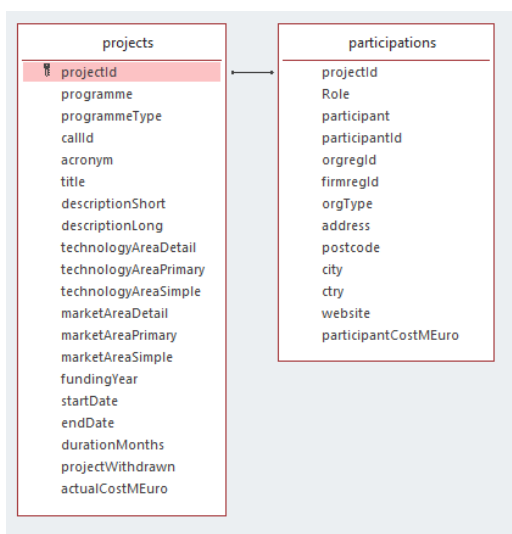 projects
projectId
programme
programmeType
callId
acronym
title
descriptionShort
descriptionLong
technologyAreaDetail
technologyAreaPrimary
technologyAreaSimple
marketAreaDetail
marketAreaPrimary
marketAreaSimple
fundingYear
startDate
endDate
durationMonths
projectWithdrawn
actualCostMEuro
participations
projectId
Role
participant
participantId
orgregId
firmregId
orgType
address
postcode
city
ctry
website
participantCostMEuro